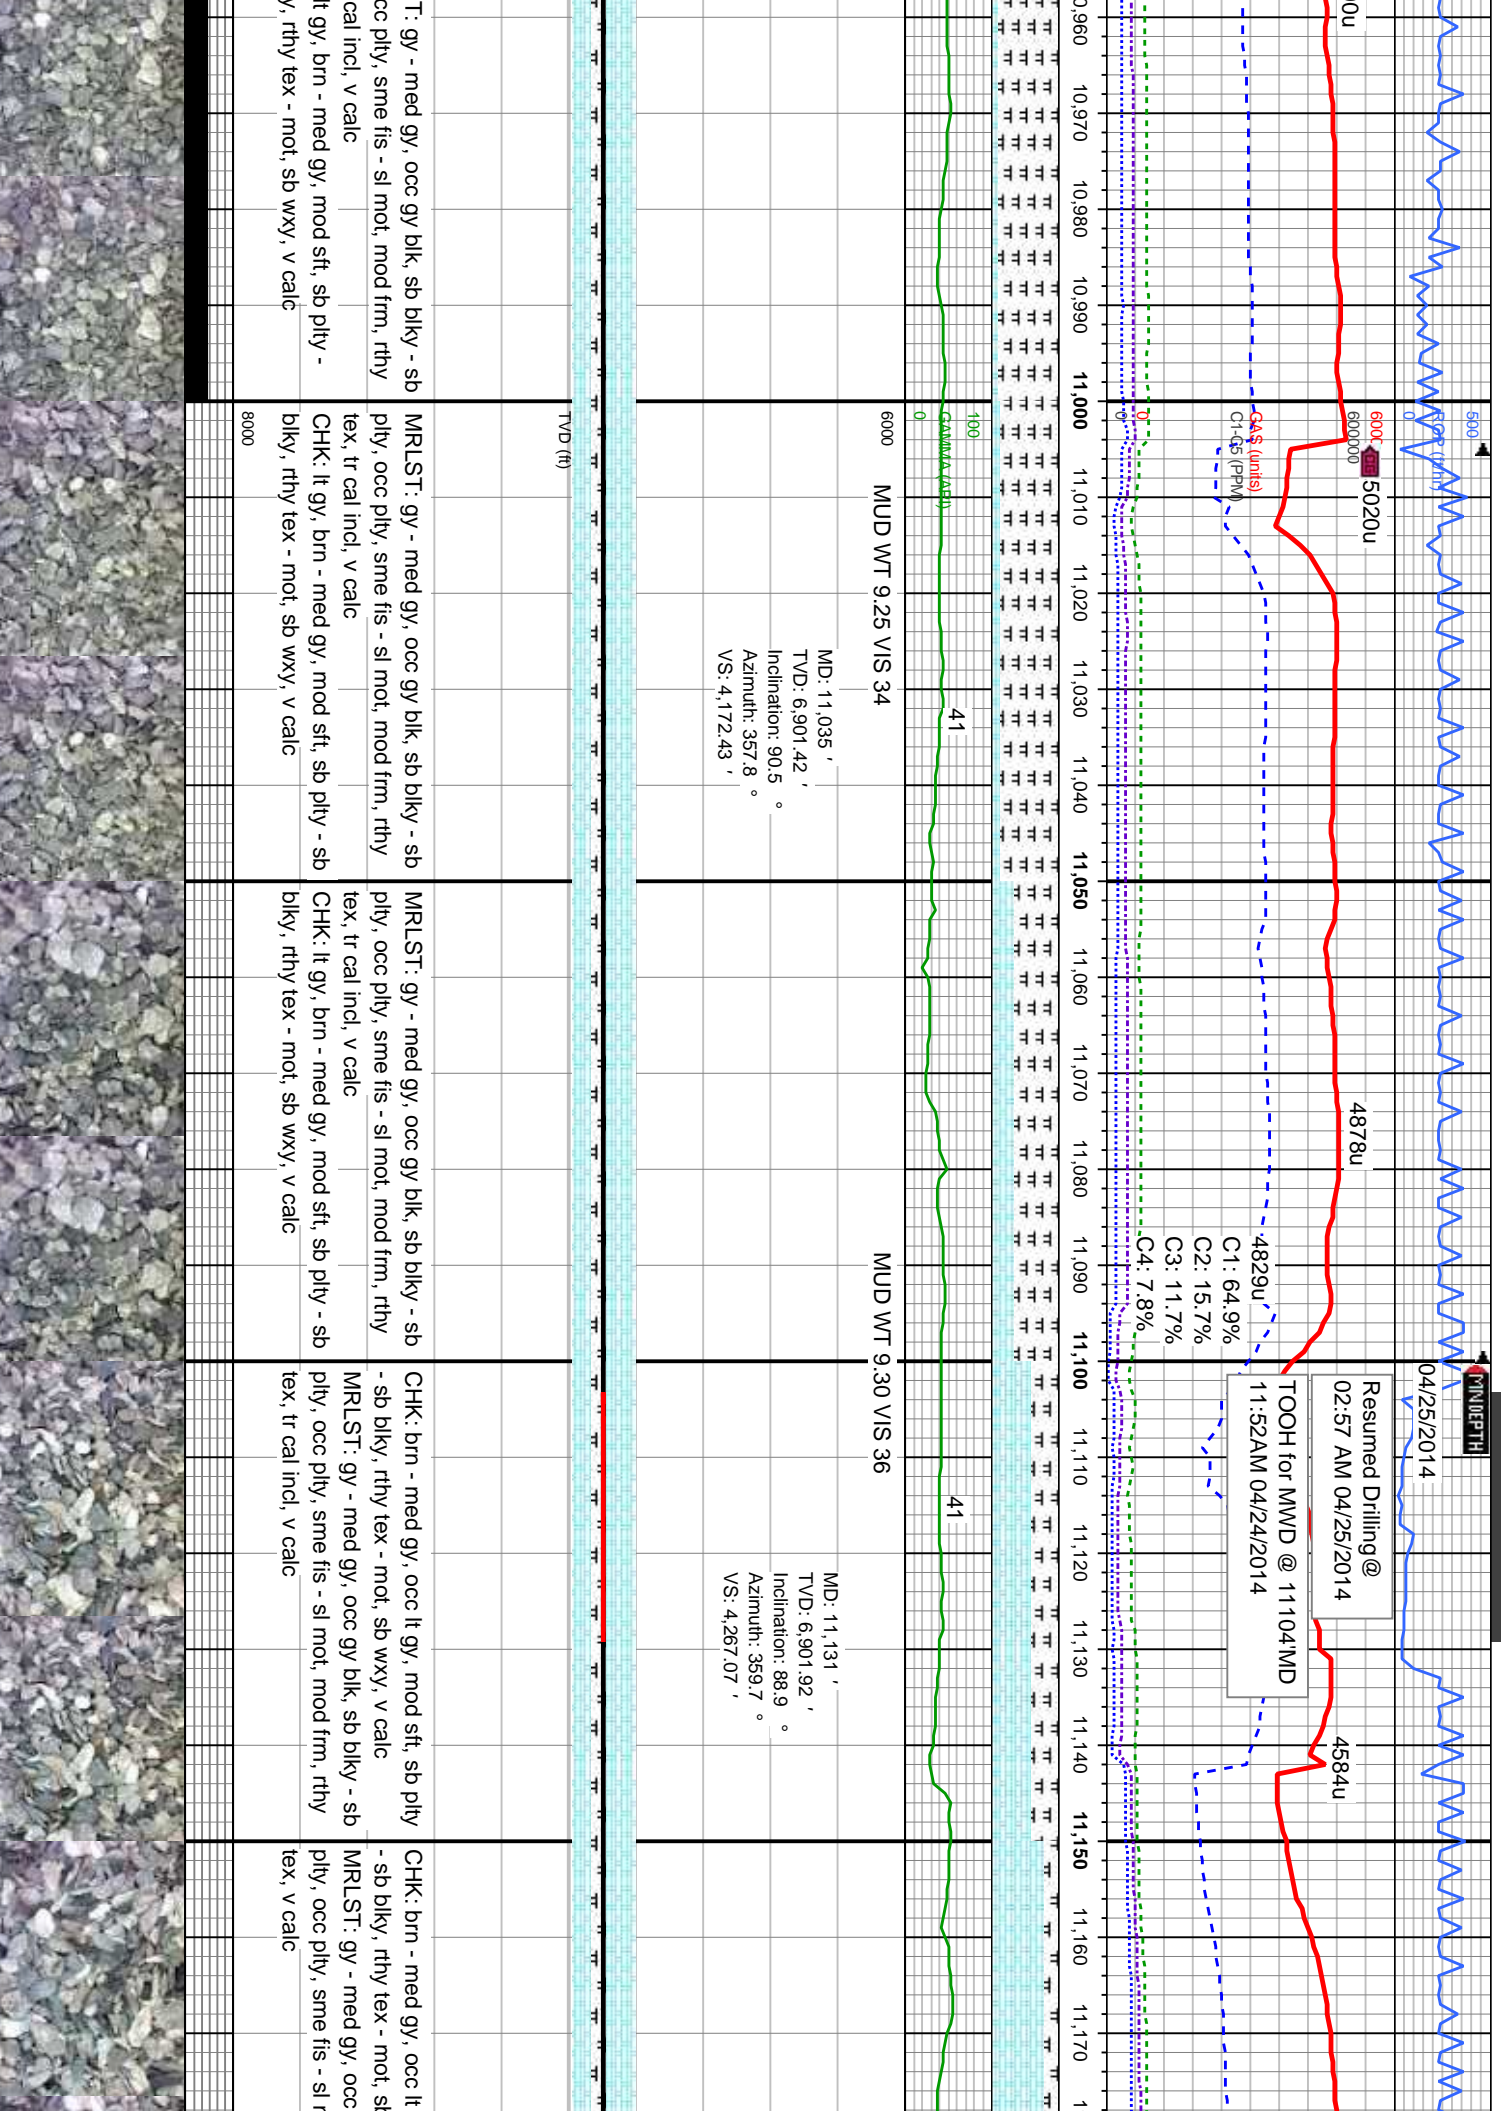 0,960
10,970
10,980
10,990
11,000
11,010
11,020
11,030
11,040
11,050
11,060
11,070
11,080
11,090
11,100
11,110
11,120
11,130
11,140
11,150
11,160
11,170
1
500
ROP (ft/hr)
0
MN DEPTH
04/25/2014
Resumed Drilling@
02:57 AM 04/25/2014
TOOH for MWD @ 11104'MD
11:52AM 04/24/2014
0u
600000
GAS (units)
C1-C5 (PPM)
0
0
5020u
4878u
4829u
C1: 64.9%
C2: 15.7%
C3: 11.7%
C4: 7.8%
4584u
100
GAMMA (API)
0
41
41
6000
MUD WT 9.25 VIS 34
MUD WT 9.30 VIS 36
MD: 11,035 '
TVD: 6,901.42 '
Inclination: 90.5 °
Azimuth: 357.8 °
VS: 4,172.43 '
MD: 11,131 '
TVD: 6,901.92 '
Inclination: 88.9 °
Azimuth: 359.7 °
VS: 4,267.07 '
TVD (ft)
8000
T: gy - med gy, occ gy blk, sb blky - sb
cc plty, sme fis - sl mot, mod frm, rthy
cal incl, v calc
lt gy, brn - med gy, mod sft, sb plty -
y, rthy tex - mot, sb wxy, v calc
MRLST: gy - med gy, occ gy blk, sb blky - sb
plty, occ plty, sme fis - sl mot, mod frm, rthy
tex, tr cal incl, v calc
CHK: lt gy, brn - med gy, mod sft, sb plty - sb
blky, rthy tex - mot, sb wxy, v calc
MRLST: gy - med gy, occ gy blk, sb blky - sb
plty, occ plty, sme fis - sl mot, mod frm, rthy
tex, tr cal incl, v calc
CHK: lt gy, brn - med gy, mod sft, sb plty - sb
blky, rthy tex - mot, sb wxy, v calc
CHK: brn - med gy, occ lt gy, mod sft, sb plty
- sb blky, rthy tex - mot, sb wxy, v calc
MRLST: gy - med gy, occ gy blk, sb blky - sb
plty, occ plty, sme fis - sl mot, mod frm, rthy
tex, tr cal incl, v calc
CHK: brn - med gy, occ lt
- sb blky, rthy tex - mot, sb
MRLST: gy - med gy, occ
plty, occ plty, sme fis - sl r
tex, v calc